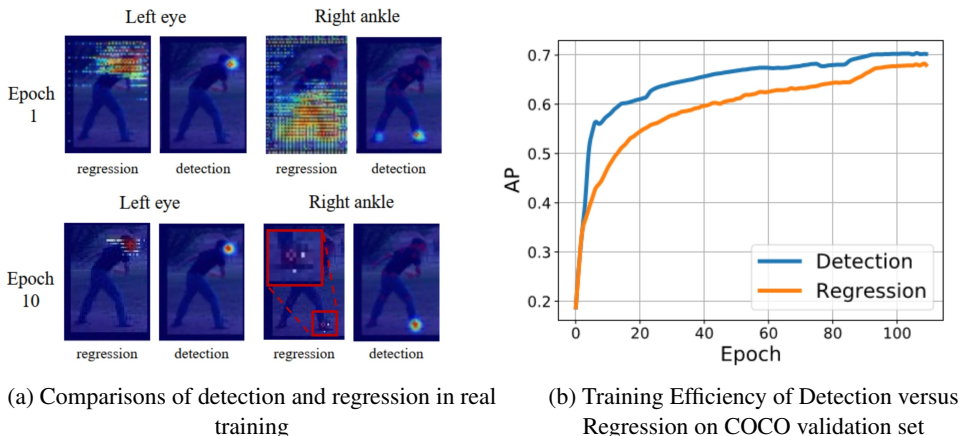 Left eye
Right ankle
Epoch
1
regression
detection
regression
detection
Left eye
Right ankle
Epoch
10
regression
detection
regression
detection
(a) Comparisons of detection and regression in real
training
0.7
0.6
0.5
0.4
0.3
0.2
AP
0
20
40
60
80
100
Epoch
Detection
Regression
(b) Training Efficiency of Detection versus
Regression on COCO validation set